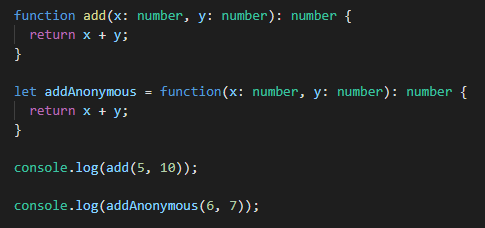 function add(x: number, y: number): number {
  return x + y;
}
let addAnonymous = function(x: number, y: number): number {
  return x + y;
}
console.log(add(5, 10));
console.log(addAnonymous(6, 7));